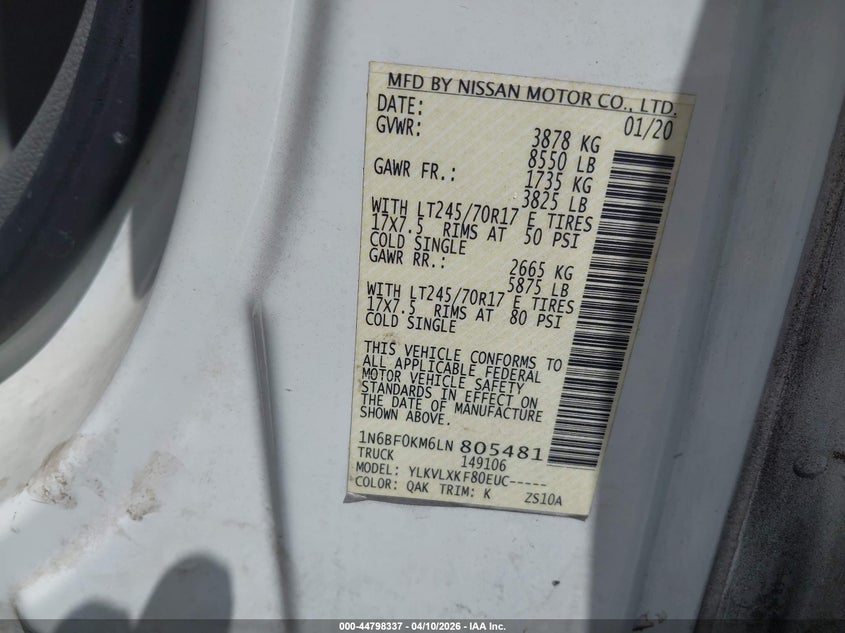 MFD BY NISSAN MOTOR CO., LTD.
DATE: 01/20
GVWR: 3878 KG
8550 LB
GAWR FR.: 1735 KG
3825 LB
WITH LT245/70R17 E TIRES
17X7.5 RIMS AT 50 PSI
COLD SINGLE
GAWR RR.: 2665 KG
5875 LB
WITH LT245/70R17 E TIRES
17X7.5 RIMS AT 80 PSI
COLD SINGLE
THIS VEHICLE CONFORMS TO
ALL APPLICABLE FEDERAL
MOTOR VEHICLE SAFETY
STANDARDS IN EFFECT ON
THE DATE OF MANUFACTURE
SHOWN ABOVE.
1N6BF0KM6LN 805481
TRUCK 149106
MODEL: YLKVLXKF80EUC-----
COLOR: QAK TRIM: K ZS10A
000-44798337 - 04/10/2026 - IAA Inc.